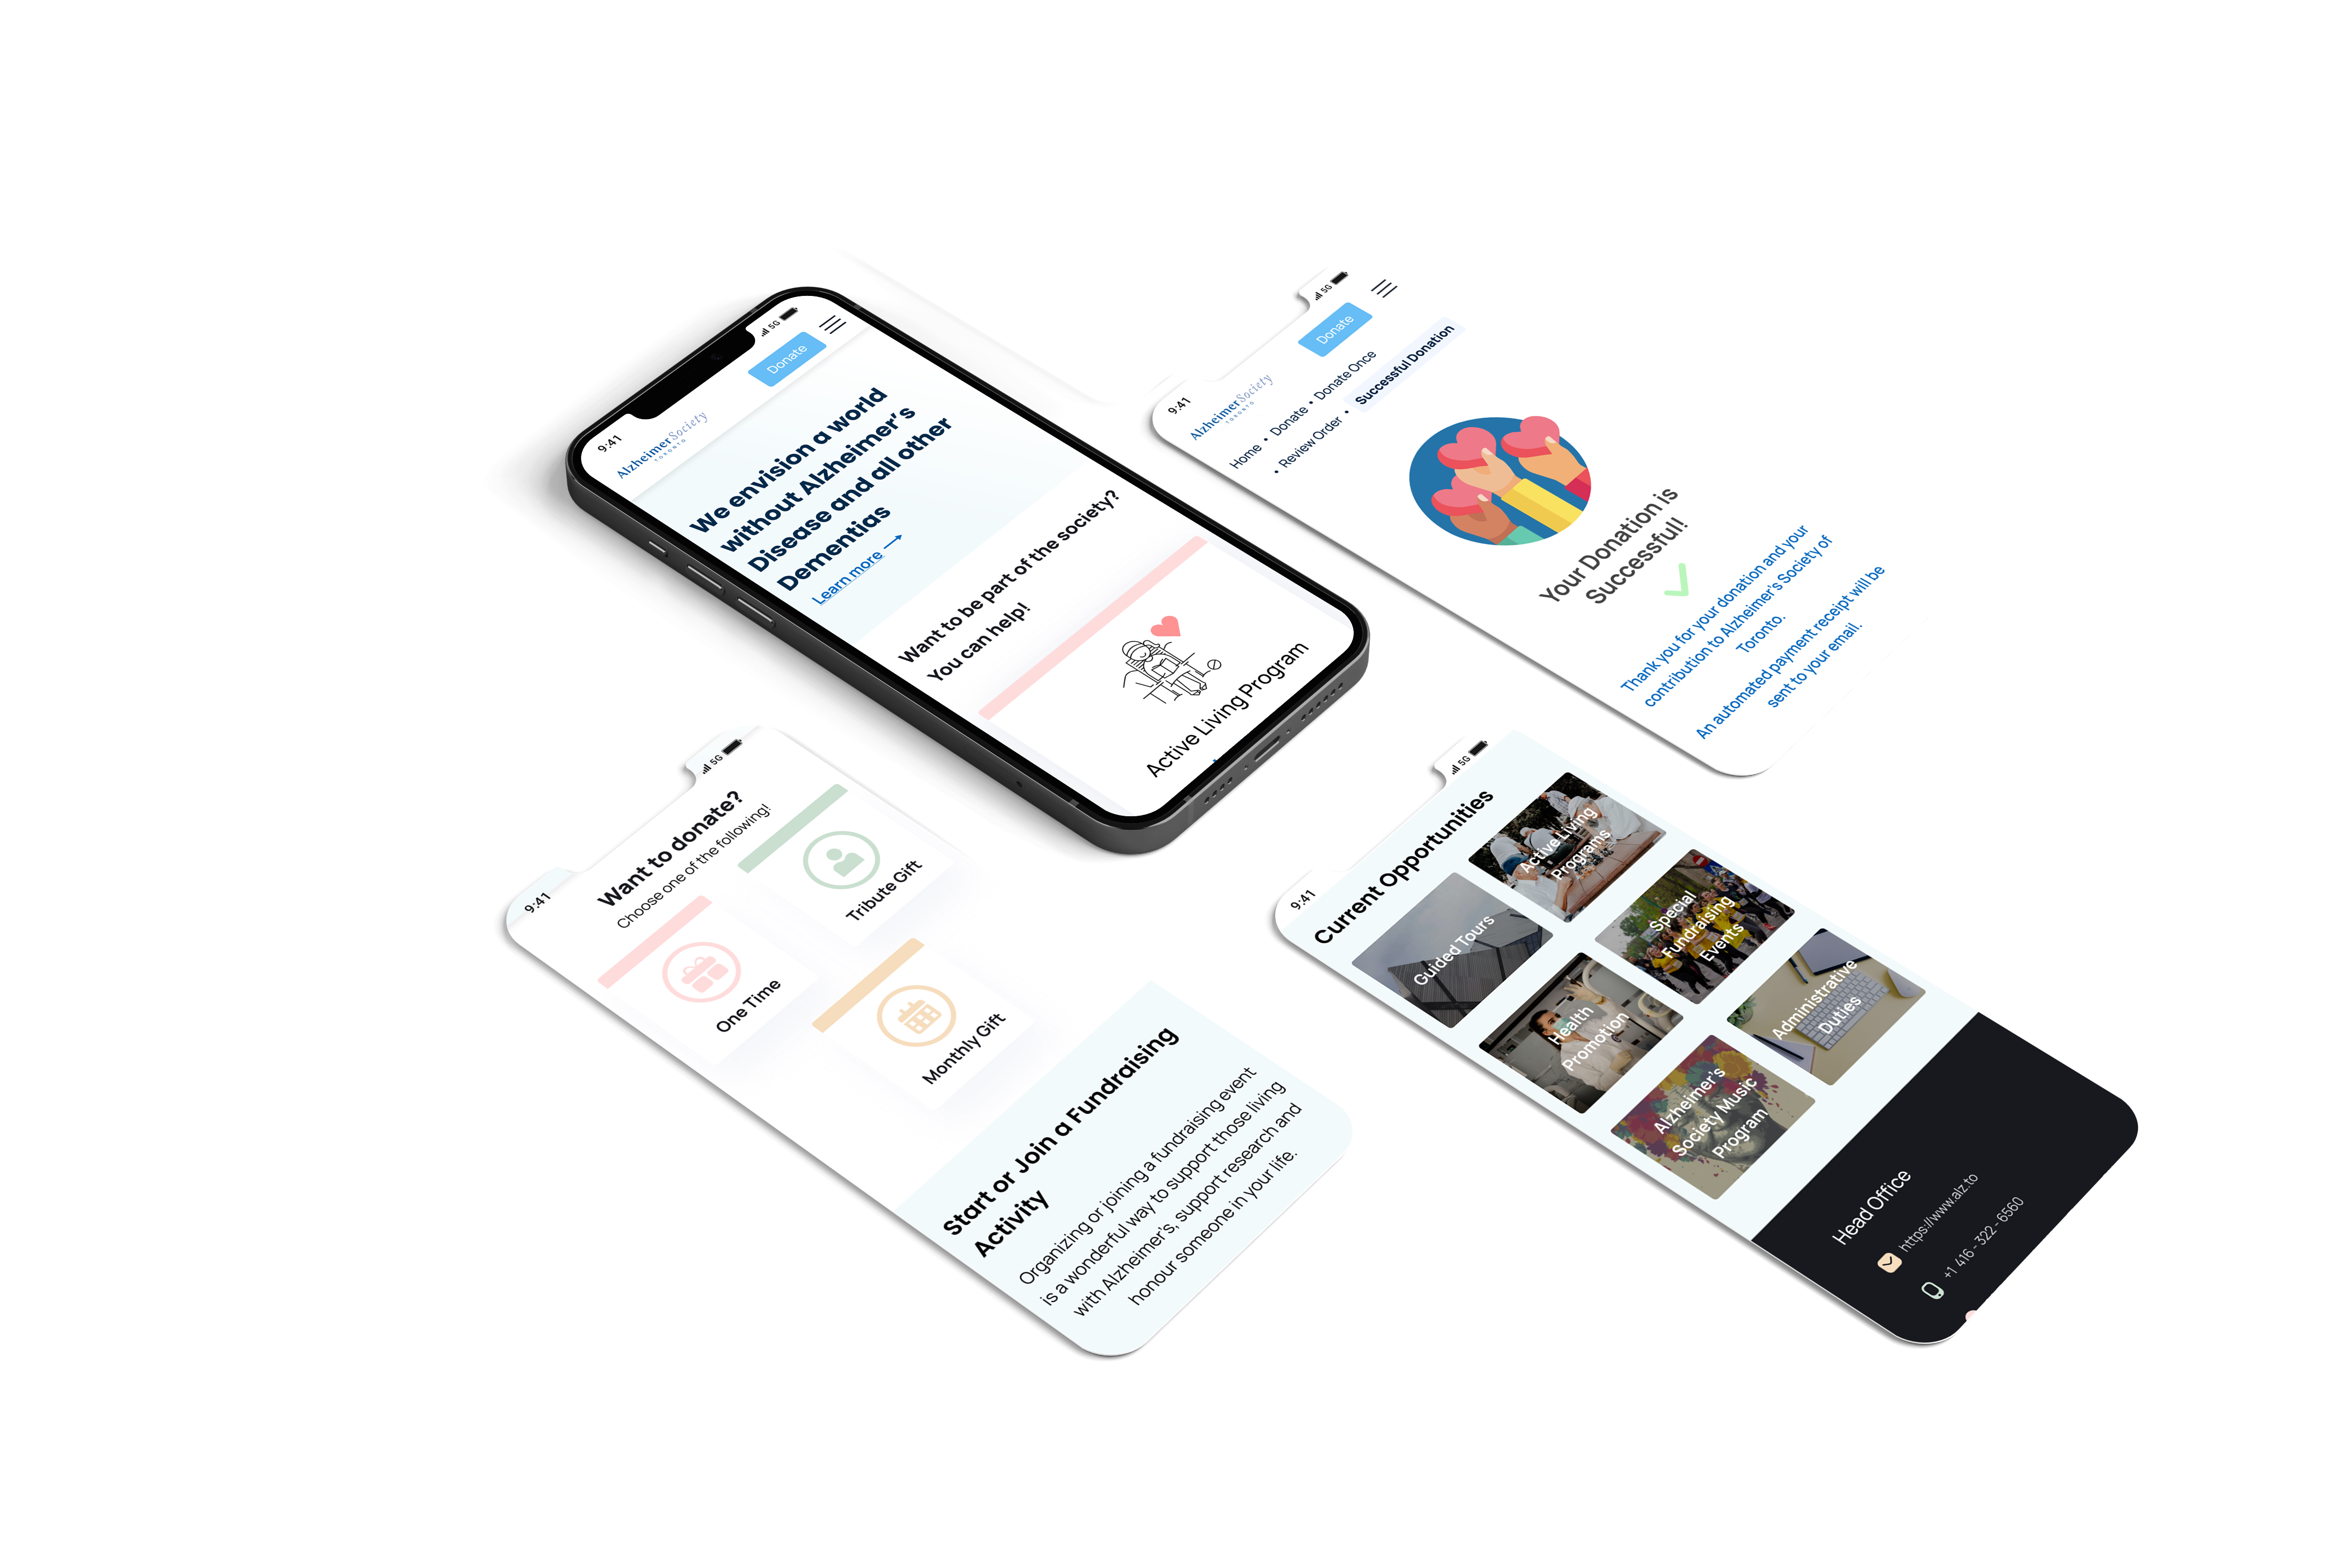 9:41
5G
Alzheimer Society
TORONTO
Donate
We envision a world
without Alzheimer's
Disease and all other
Dementias
Learn more
Want to be part of the society?
You can help!
Active Living Program
9:41
5G
Alzheimer Society
TORONTO
Donate
Home • Donate • Donate Once
• Review Order • Successful Donation
Your Donation is
Successful!
Thank you for your donation and your
contribution to Alzheimer's Society of
Toronto.
An automated payment receipt will be
sent to your email.
9:41
5G
Want to donate?
Choose one of the following!
One Time
Tribute Gift
Monthly Gift
Start or Join a Fundraising
Activity
Organizing or joining a fundraising event
is a wonderful way to support those living
with Alzheimer's, support research and
honour someone in your life.
9:41
5G
Current Opportunities
Guided Tours
Active Living
Programs
Health
Promotion
Special
Fundraising
Events
Alzheimer's
Society Music
Program
Administrative
Duties
Head Office
https://www.alz.to
+1 416 - 322 - 6560